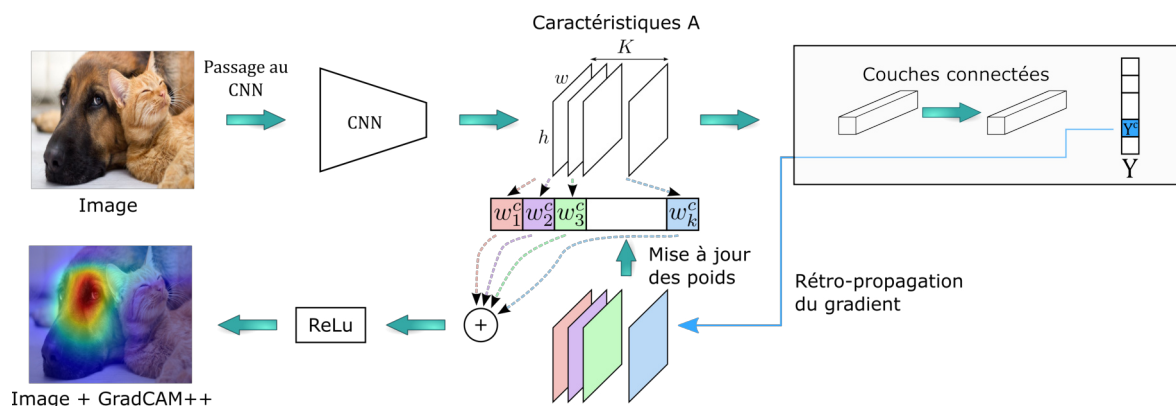 Caractéristiques A
K
Passage au
CNN
w
Couches connectées
CNN
h
Y^c
Y
Image
w_1^c w_2^c w_3^c w_k^c
Mise à jour
des poids
Rétro-propagation
du gradient
ReLu
+
Image + GradCAM++